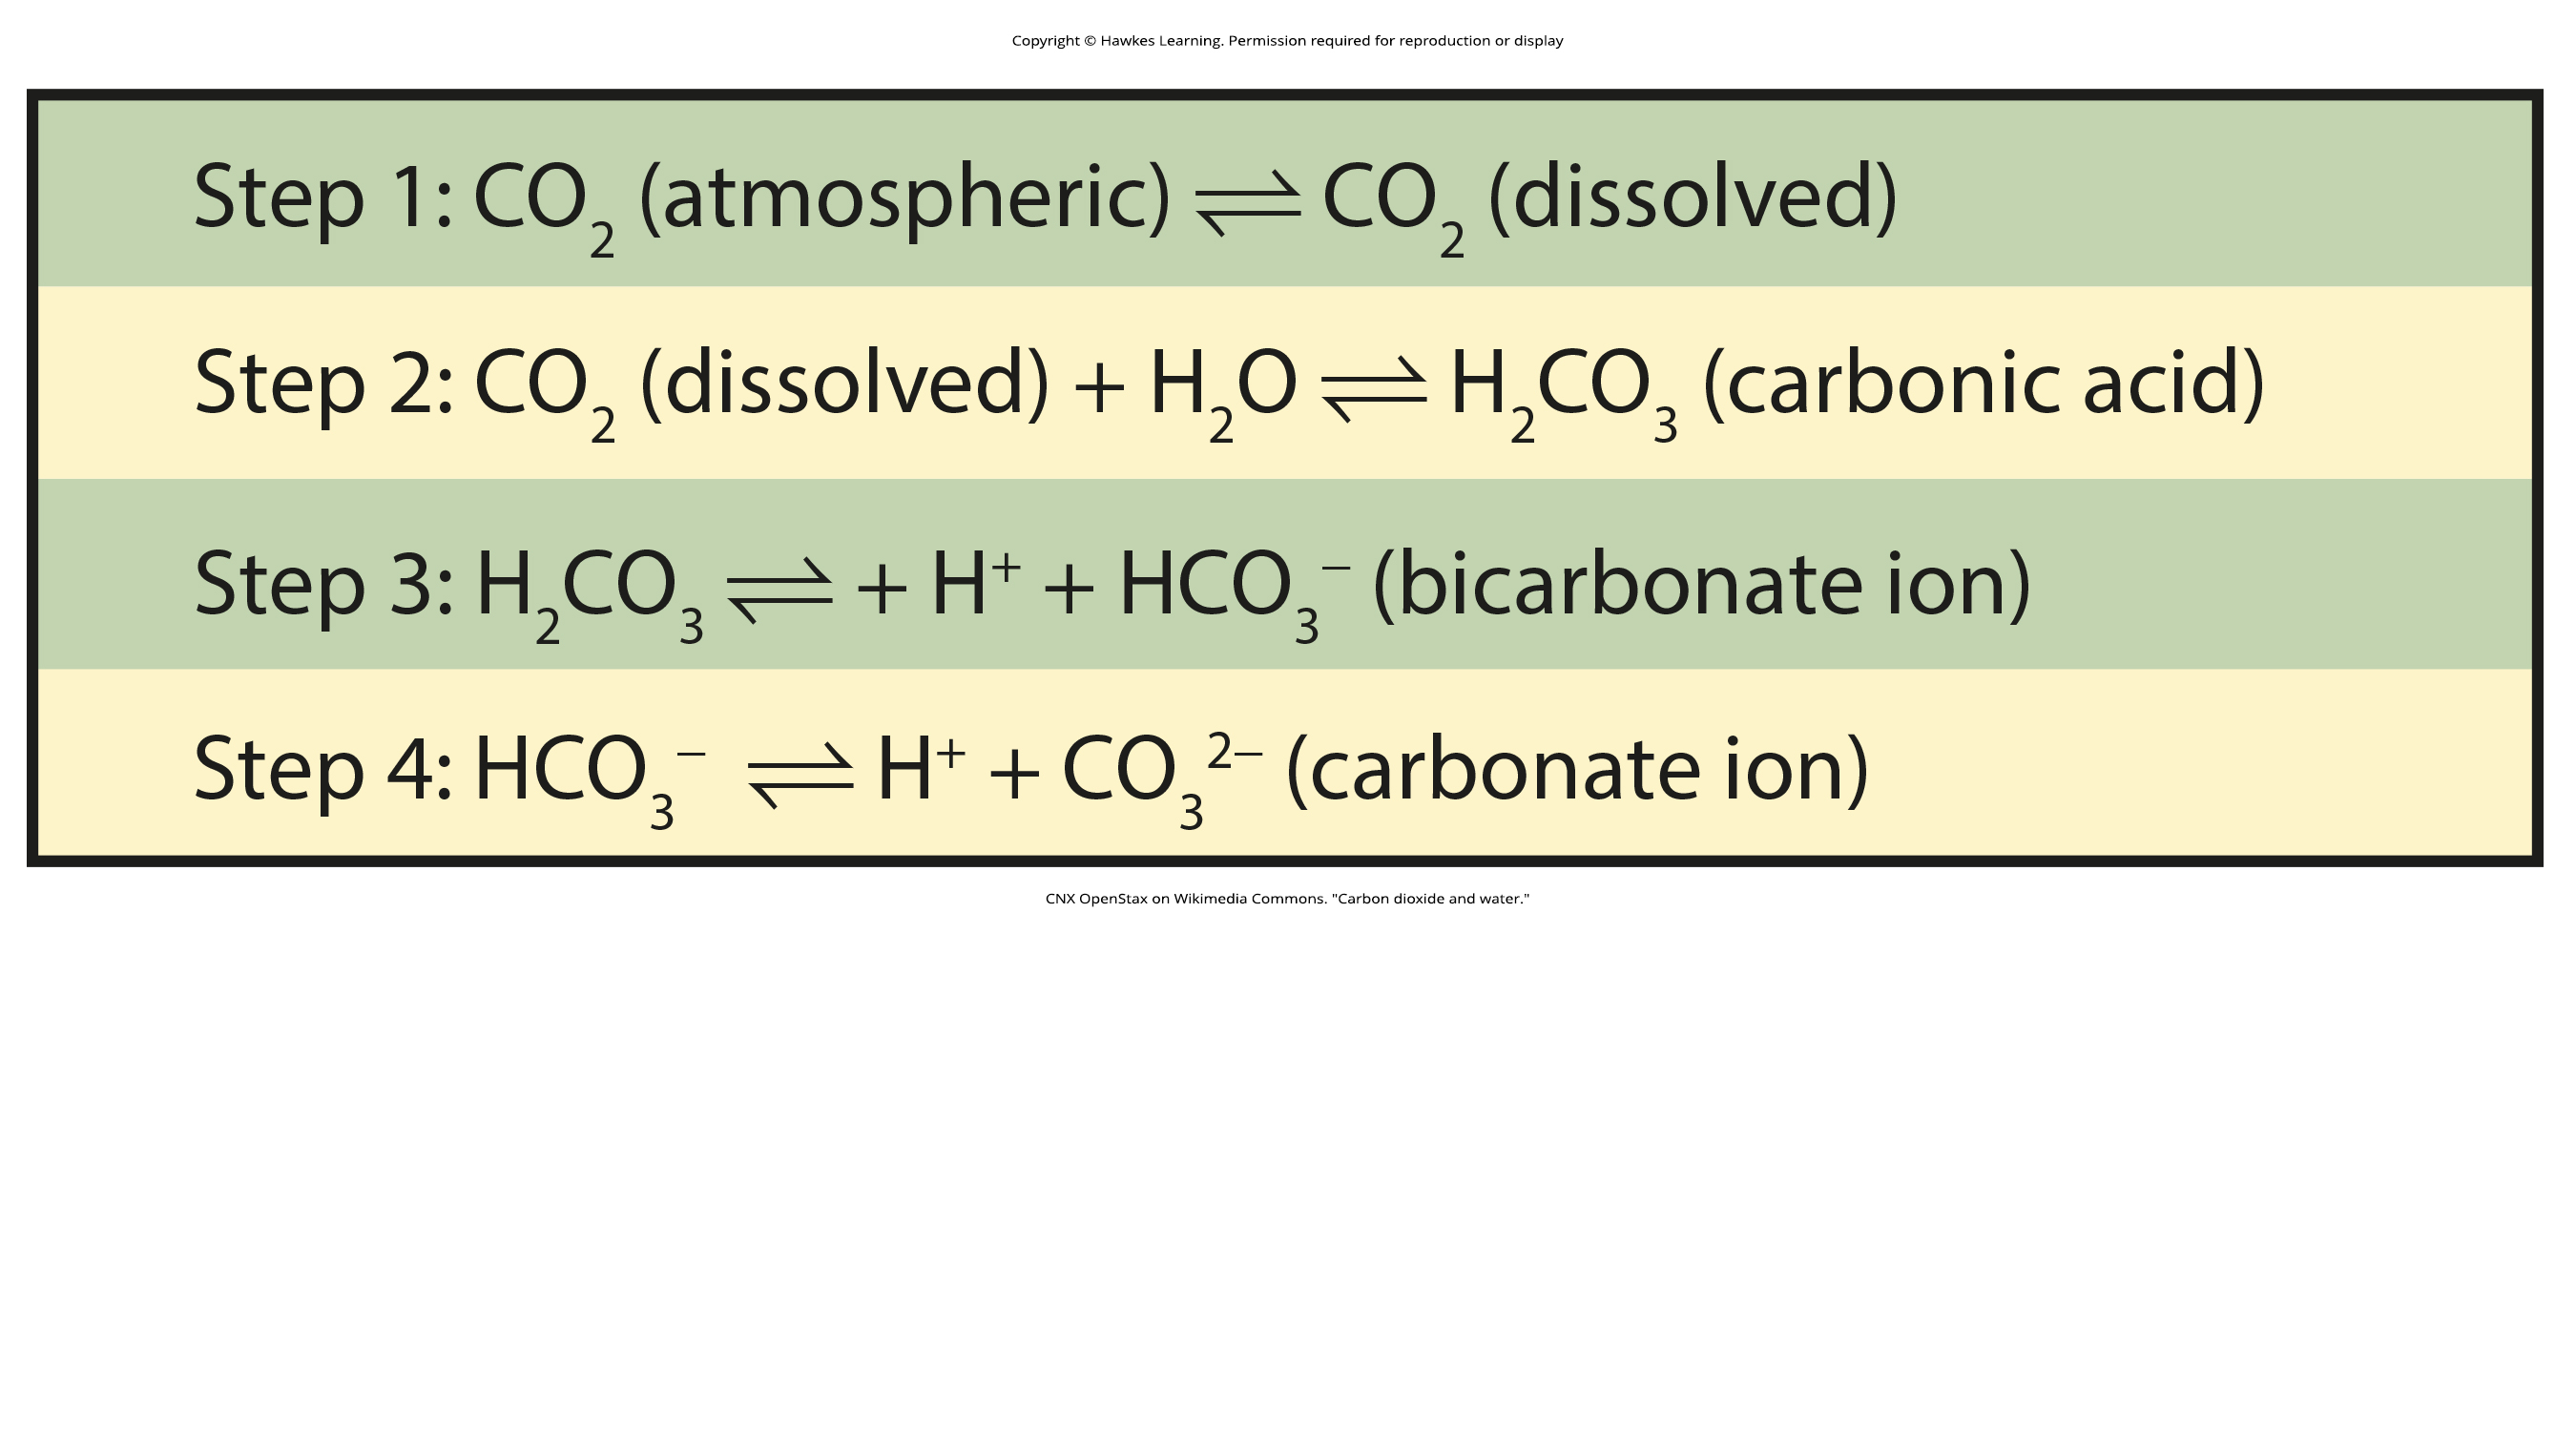 Copyright © Hawkes Learning. Permission required for reproduction or display
Step 1: CO₂ (atmospheric) ⇌ CO₂ (dissolved)
Step 2: CO₂ (dissolved) + H₂O ⇌ H₂CO₃ (carbonic acid)
Step 3: H₂CO₃ ⇌ + H⁺ + HCO₃⁻ (bicarbonate ion)
Step 4: HCO₃⁻ ⇌ H⁺ + CO₃²⁻ (carbonate ion)
CNX OpenStax on Wikimedia Commons. "Carbon dioxide and water."